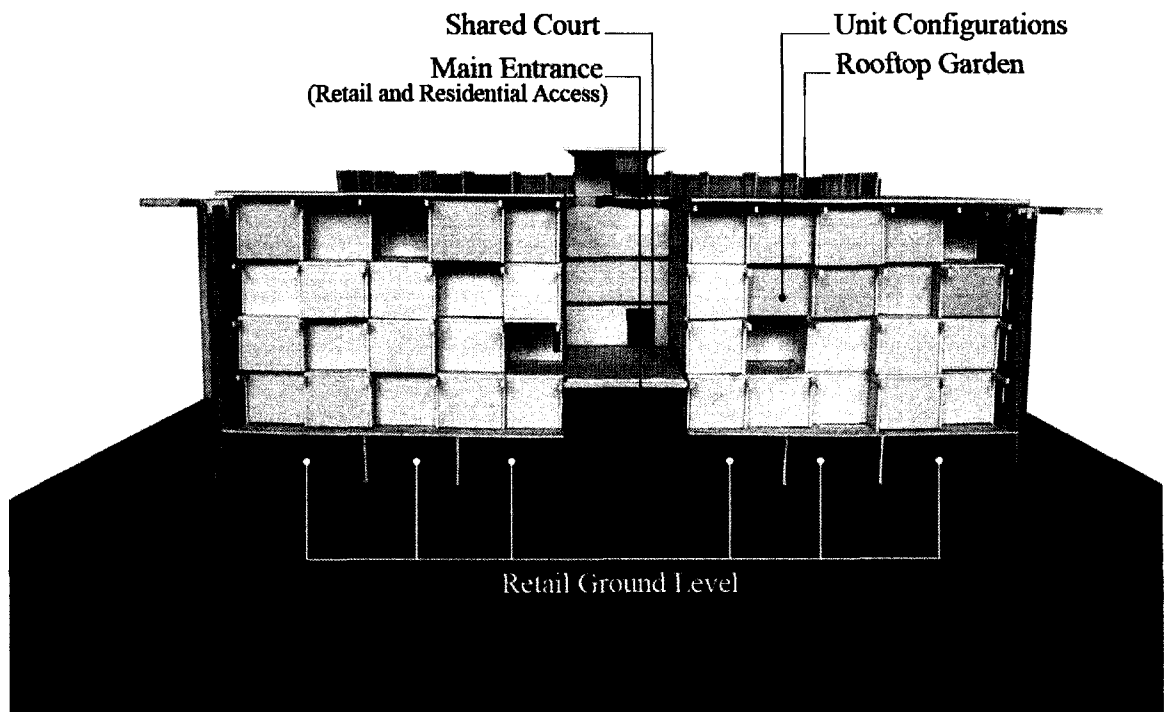 Shared Court
Main Entrance
(Retail and Residential Access)
Unit Configurations
Rooftop Garden
Retail Ground Level